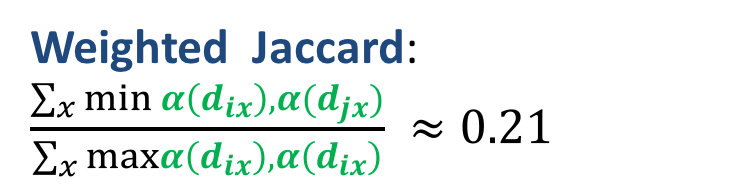 Weighted Jaccard:
∑x min α(dix),α(djx)
≈ 0.21
∑x maxα(dix),α(dix)